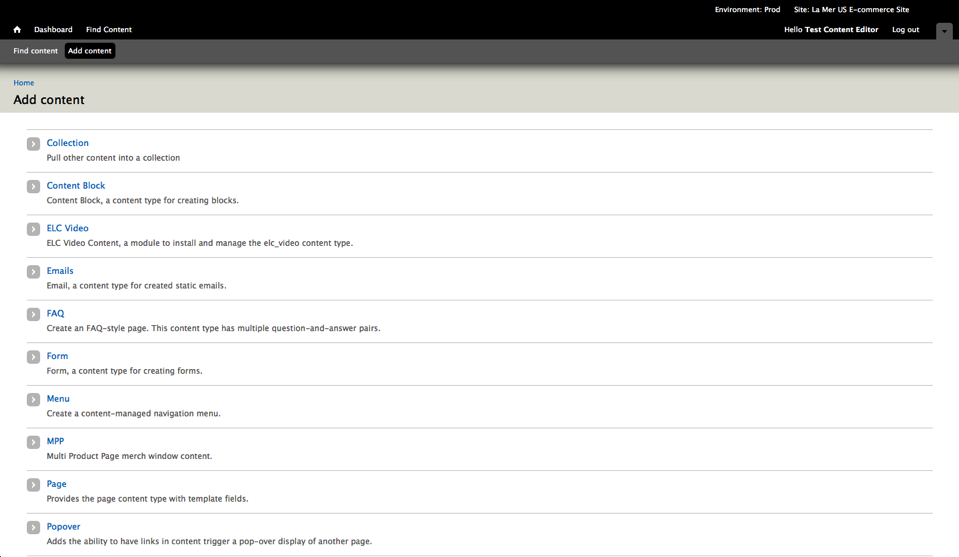 Environment: Prod Site: La Mer US E-commerce Site
Dashboard Find Content Hello Test Content Editor Log out
Find content Add content
Home
Add content
Collection
Pull other content into a collection
Content Block
Content Block, a content type for creating blocks.
ELC Video
ELC Video Content, a module to install and manage the elc_video content type.
Emails
Email, a content type for created static emails.
FAQ
Create an FAQ-style page. This content type has multiple question-and-answer pairs.
Form
Form, a content type for creating forms.
Menu
Create a content-managed navigation menu.
MPP
Multi Product Page merch window content.
Page
Provides the page content type with template fields.
Popover
Adds the ability to have links in content trigger a pop-over display of another page.